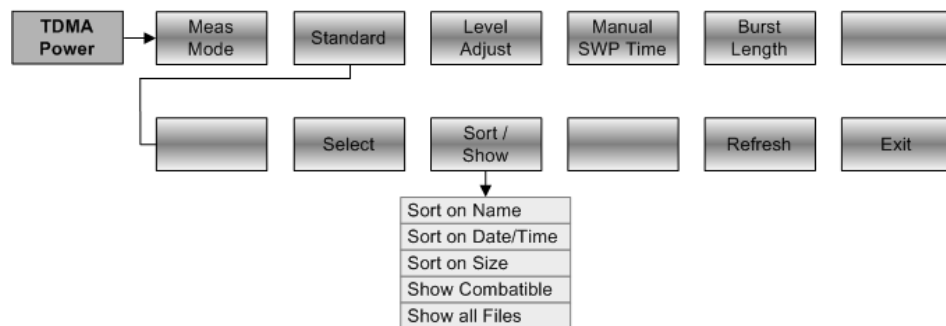 TDMA
Power
Meas
Mode
Standard
Level
Adjust
Manual
SWP Time
Burst
Length
Select
Sort /
Show
Refresh
Exit
Sort on Name
Sort on Date/Time
Sort on Size
Show Combatible
Show all Files